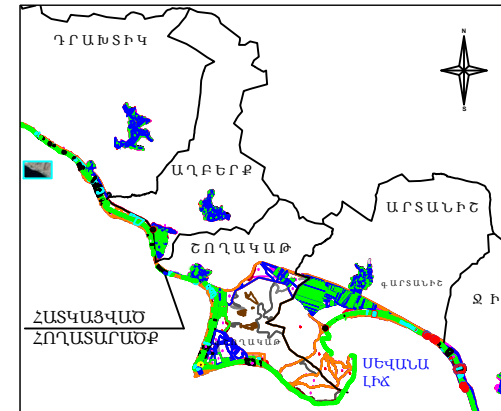 N
S
ԴՐԱԽՏԻԿ
ԱՂԲԵՐՔ
ԱՐՏԱՆԻՇ
ՇՈՂԱԿԱԹ
գԱՐՏԱՆԻՇ
Ջ Ի
ՀԱՏԿԱՑՎԱԾ
ՀՈՂԱՏԱՐԱԾՔ
ՍԵՎԱՆԱ
ԼԻՃ